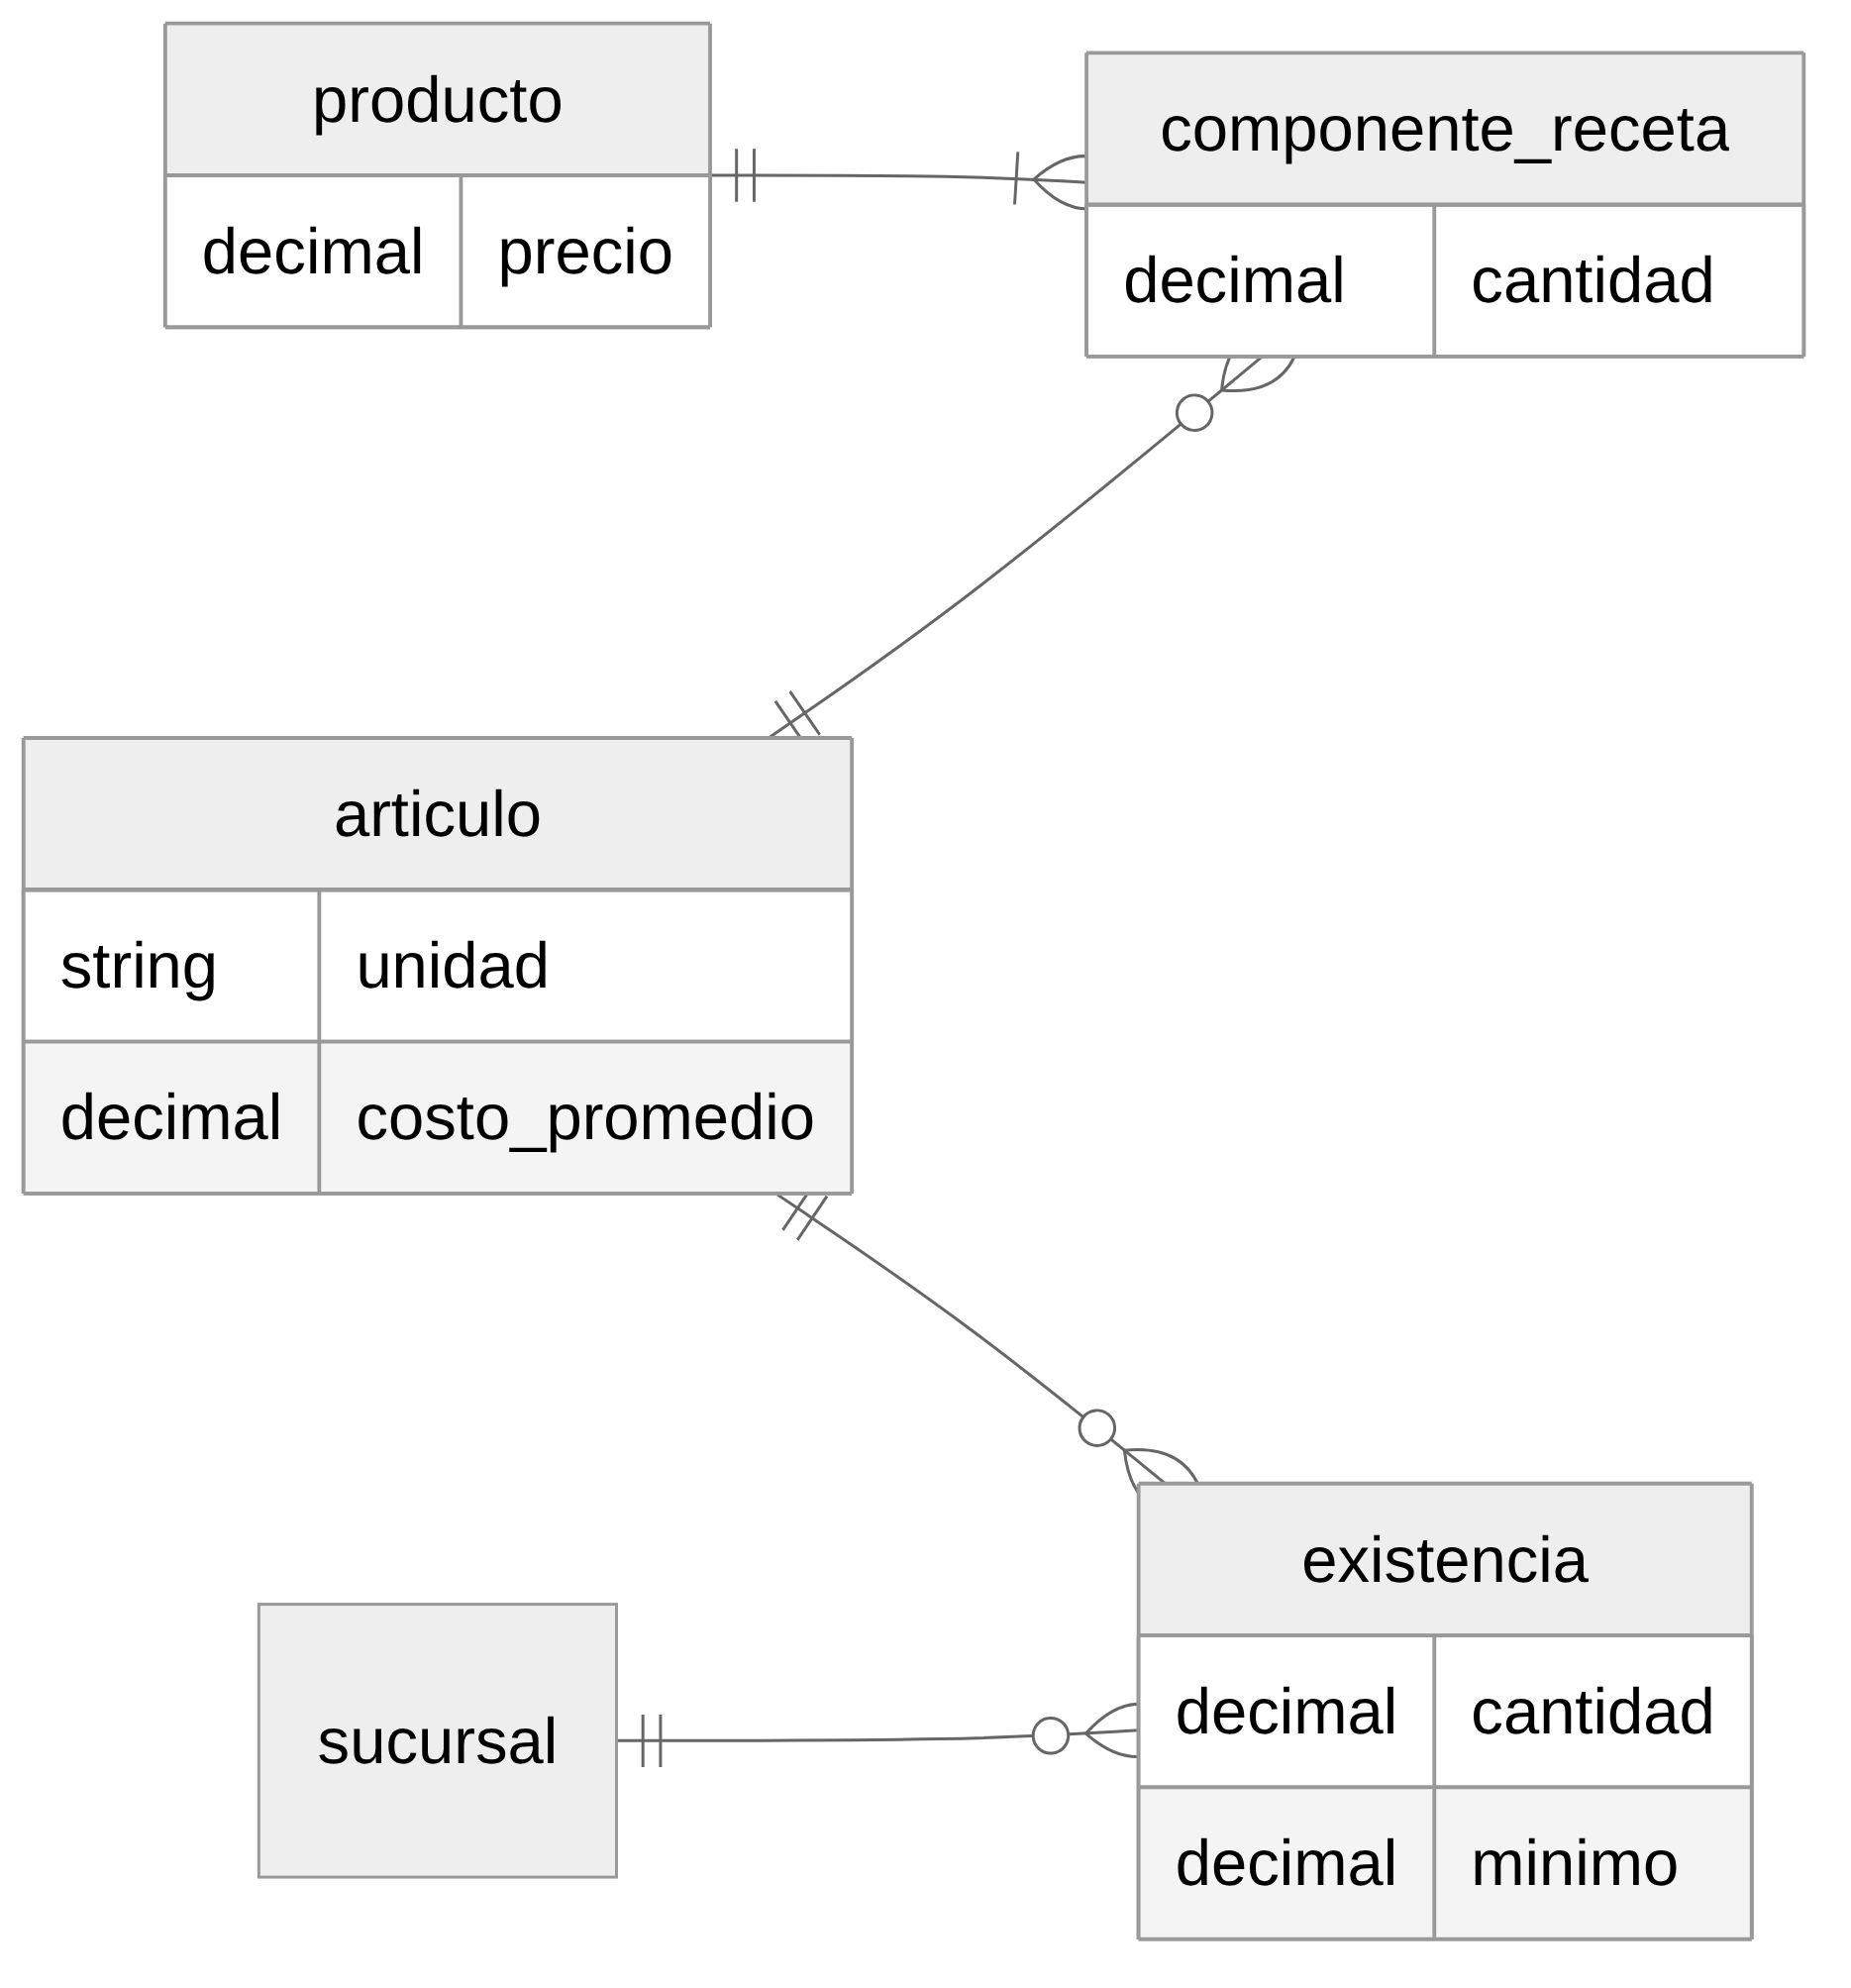 producto
decimal precio
componente_receta
decimal cantidad
articulo
string unidad
decimal costo_promedio
existencia
decimal cantidad
decimal minimo
sucursal